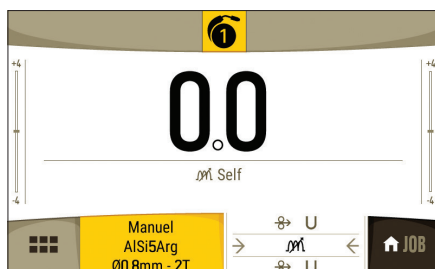 1
+4
+4
0.0
Self
-4
-4
Manuel
AlSi5Arg
Ø0.8mm - 2T
U
U
JOB